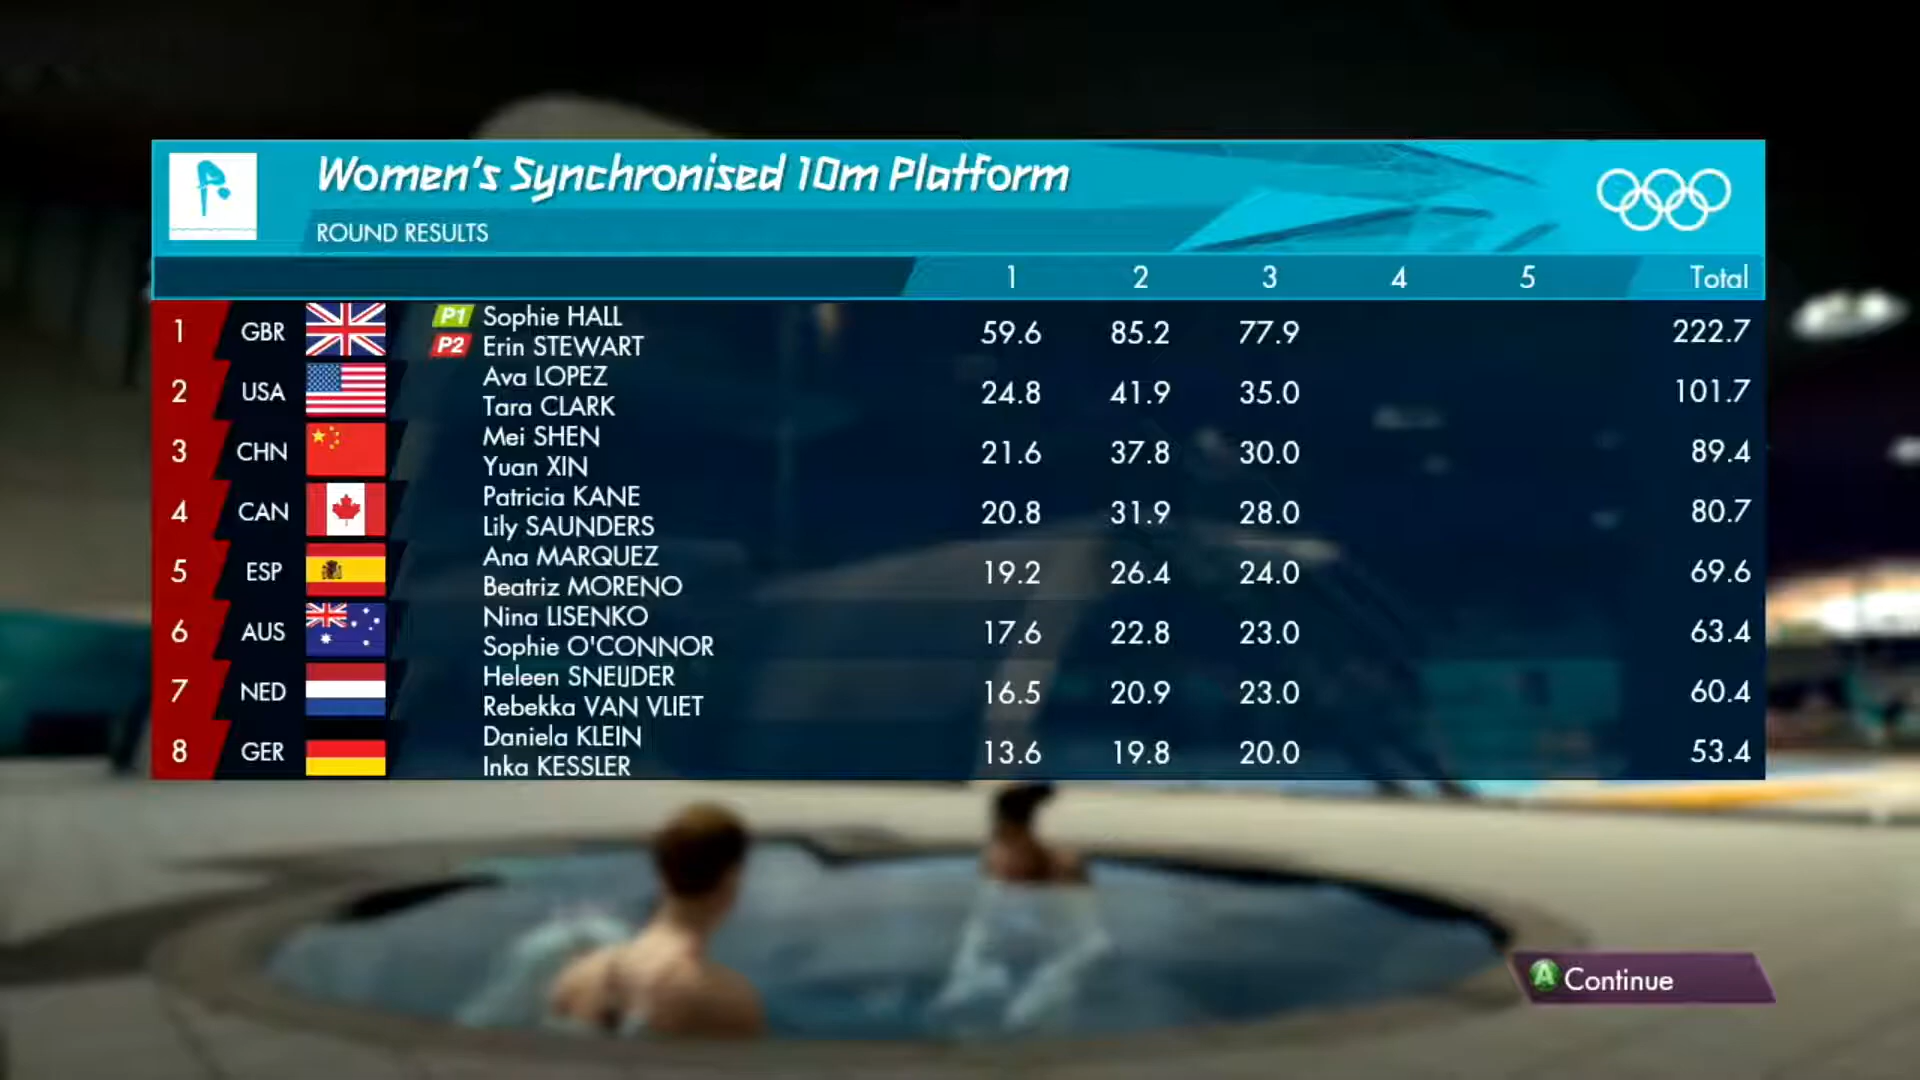 Women's Synchronised 10m Platform
ROUND RESULTS
1 2 3 4 5 Total
1 GBR P1 Sophie HALL P2 Erin STEWART 59.6 85.2 77.9 222.7
2 USA Ava LOPEZ Tara CLARK 24.8 41.9 35.0 101.7
3 CHN Mei SHEN Yuan XIN 21.6 37.8 30.0 89.4
4 CAN Patricia KANE Lily SAUNDERS 20.8 31.9 28.0 80.7
5 ESP Ana MARQUEZ Beatriz MORENO 19.2 26.4 24.0 69.6
6 AUS Nina LISENKO Sophie O'CONNOR 17.6 22.8 23.0 63.4
7 NED Heleen SNEIJDER Rebekka VAN VLIET 16.5 20.9 23.0 60.4
8 GER Daniela KLEIN Inka KESSLER 13.6 19.8 20.0 53.4
A Continue